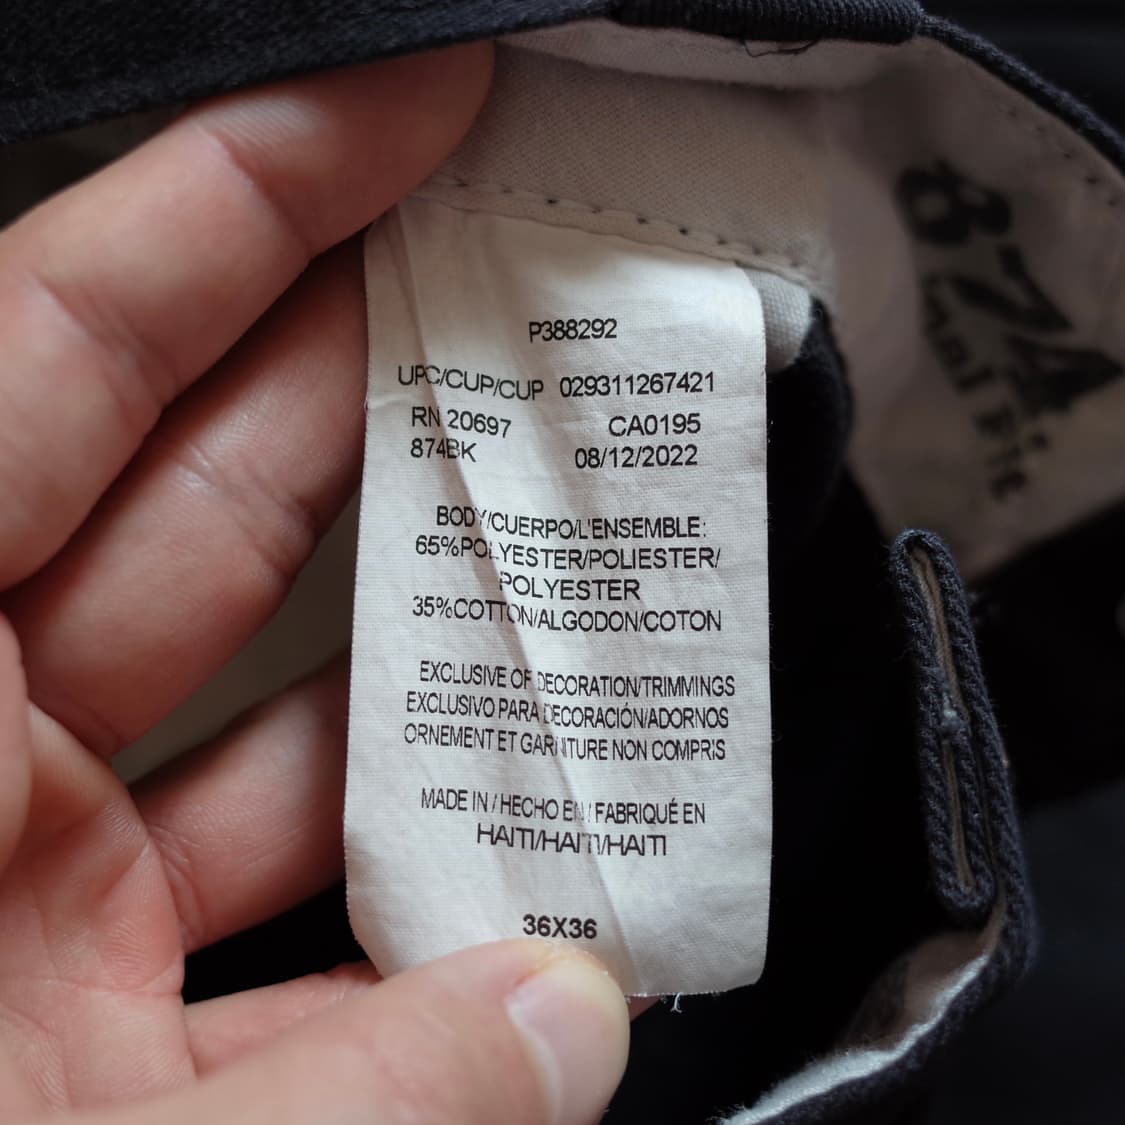 P388292
UPC/CUP/CUP 029311267421
RN 20697 CA0195
874BK 08/12/2022
BODY/CUERPO/L'ENSEMBLE:
65%POLYESTER/POLIESTER/
POLYESTER
35%COTTON/ALGODON/COTON
EXCLUSIVE OF DECORATION/TRIMMINGS
EXCLUSIVO PARA DECORACIÓN/ADORNOS
ORNEMENT ET GARNITURE NON COMPRIS
MADE IN / HECHO EN / FABRIQUÉ EN
HAITI/HAITI/HAITI
36X36
874